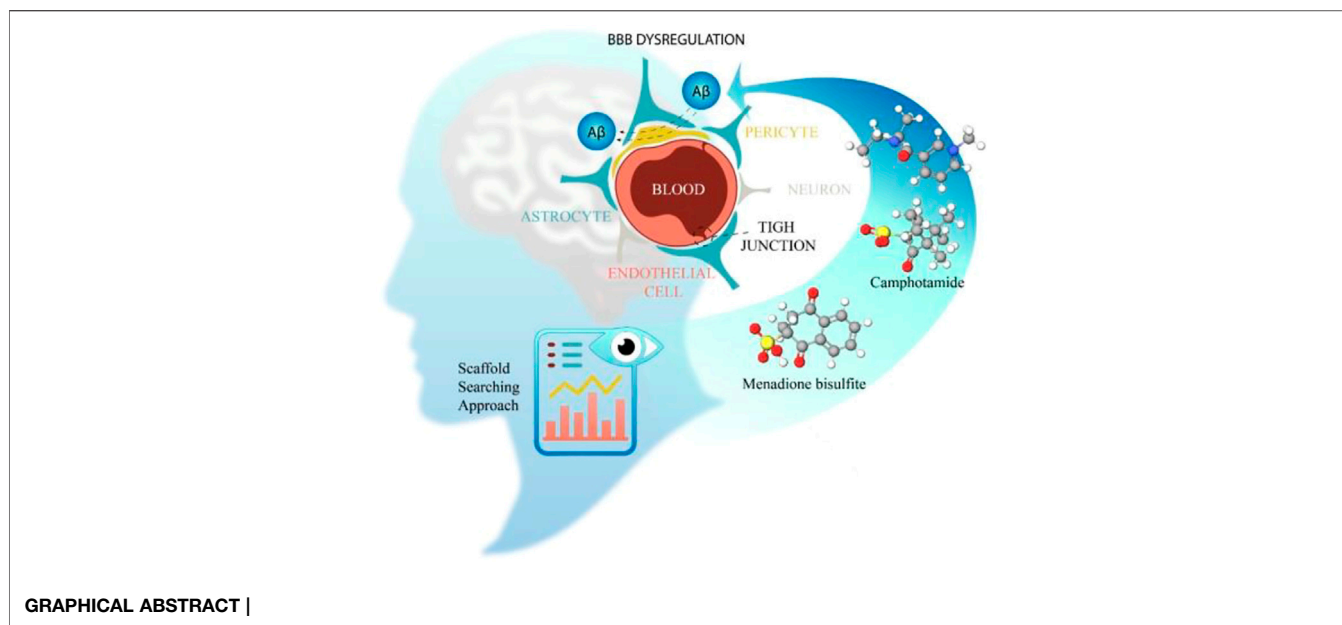 BBB DYSREGULATION
Aβ
Aβ
PERICYTE
BLOOD
NEURON
ASTROCYTE
TIGH
JUNCTION
ENDOTHELIAL
CELL
Camphotamide
Menadione bisulfite
Scaffold
Searching
Approach
GRAPHICAL ABSTRACT |